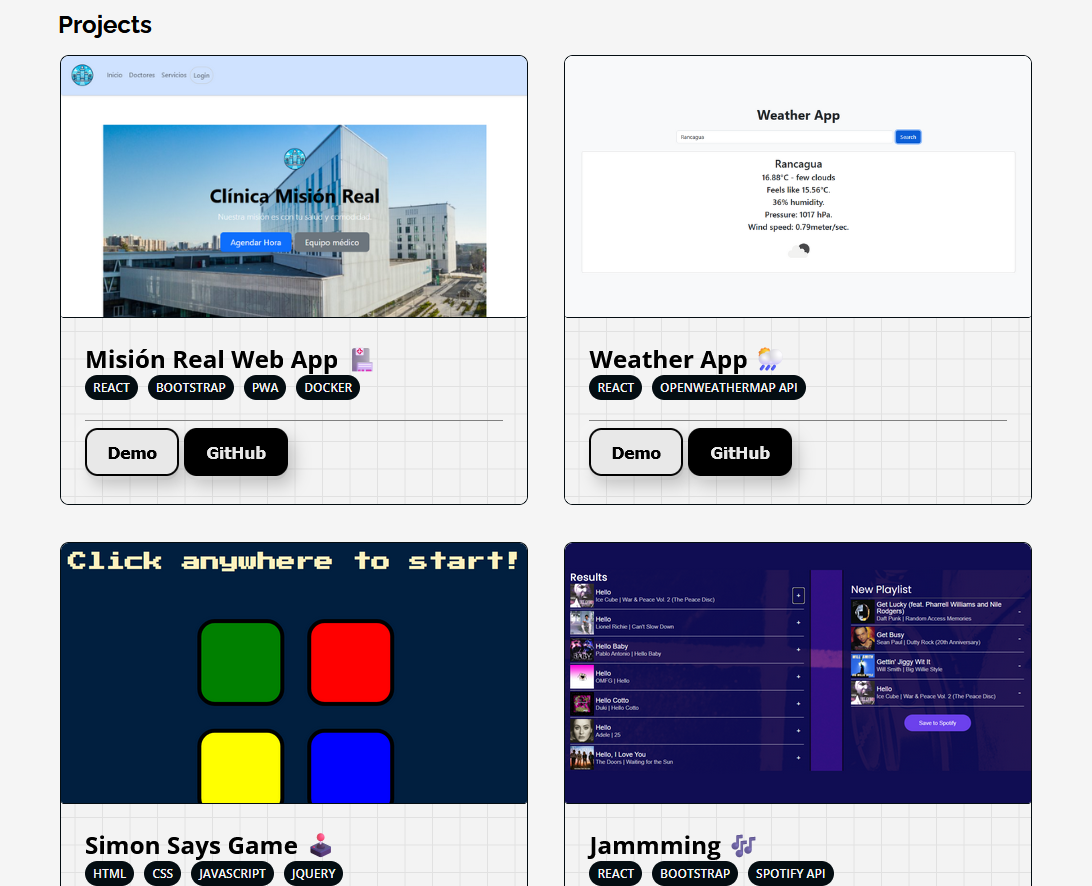 Projects
Inicio Doctores Servicios Login
Clínica Misión Real
Nuestra misión es con tu salud y comodidad.
Agendar Hora Equipo médico
Misión Real Web App
REACT BOOTSTRAP PWA DOCKER
Demo GitHub
Weather App
Rancagua Search
Rancagua
16.88°C - few clouds
Feels like 15.56°C.
36% humidity.
Pressure: 1017 hPa.
Wind speed: 0.79meter/sec.
Weather App
REACT OPENWEATHERMAP API
Demo GitHub
Click anywhere to start!
Simon Says Game
HTML CSS JAVASCRIPT JQUERY
Results
Hello
Ice Cube | War & Peace Vol. 2 (The Peace Disc)
+
Hello
Lionel Richie | Can't Slow Down
+
Hello Baby
Pablo Antonio | Hello Baby
+
Hello
OMFG | Hello
+
Hello Cotto
Duki | Hello Cotto
+
Hello
Adele | 25
+
Hello, I Love You
The Doors | Waiting for the Sun
+
New Playlist
Get Lucky (feat. Pharrell Williams and Nile
Rodgers)
Daft Punk | Random Access Memories
-
Get Busy
Sean Paul | Dutty Rock (20th Anniversary)
-
Gettin' Jiggy Wit It
Will Smith | Big Willie Style
-
Hello
Ice Cube | War & Peace Vol. 2 (The Peace Disc)
-
Save to Spotify
Jammming
REACT BOOTSTRAP SPOTIFY API